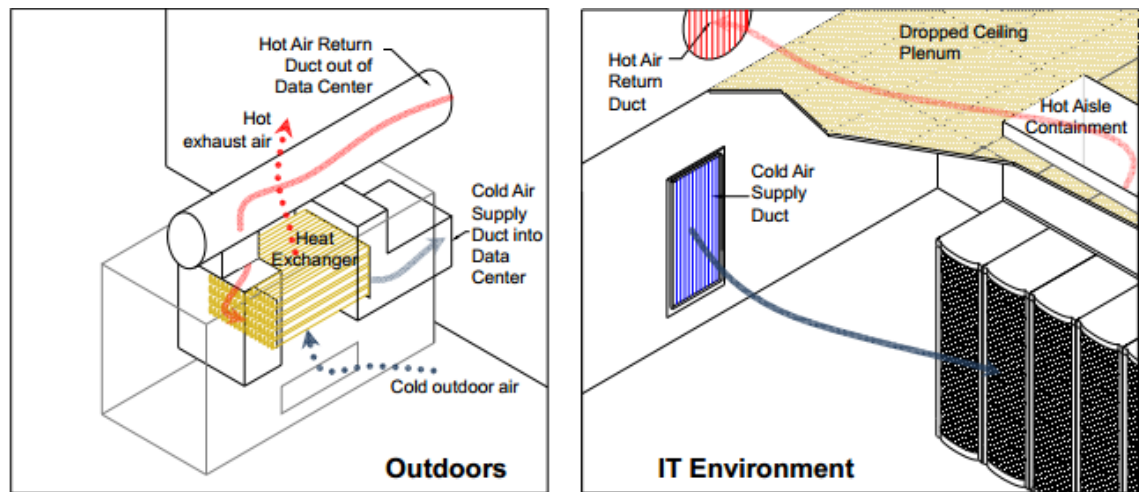 Hot Air Return
Duct out of
Data Center
Hot
exhaust air
Cold Air
Supply
Duct into
Data
Center
Heat
Exchanger
Cold outdoor air
Outdoors
Dropped Ceiling
Plenum
Hot Air
Return
Duct
Hot Aisle
Containment
Cold Air
Supply
Duct
IT Environment